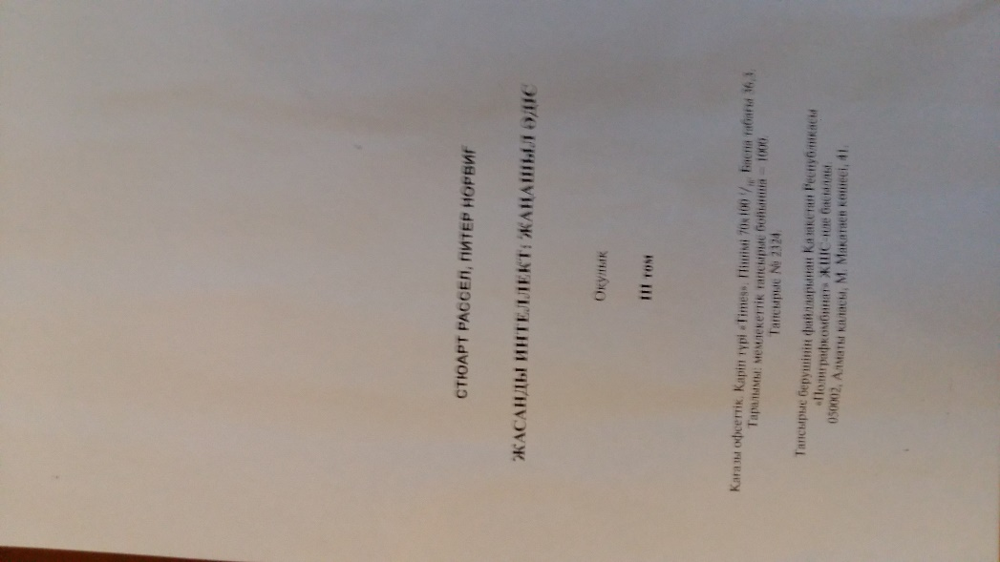 СТЮАРТ РАССЕЛ, ПИТЕР НОРВИГ
ЖАСАНДЫ ИНТЕЛЛЕКТ: ЖАҢАШЫЛ ӘДІС
Оқулық
III том
Қағазы офсеттік. Қаріп түрі «Times». Пішімі 70х100 1/16. Баспа табағы 36,3.
Таралымы: мемлекеттік тапсырыс бойынша – 1000.
Тапсырыс № 2324.
Тапсырыс берушінің файлдарынан Қазақстан Республикасы
«Полиграфкомбинат» ЖШС-інде басылды.
050002, Алматы қаласы, М. Мақатаев көшесі, 41.